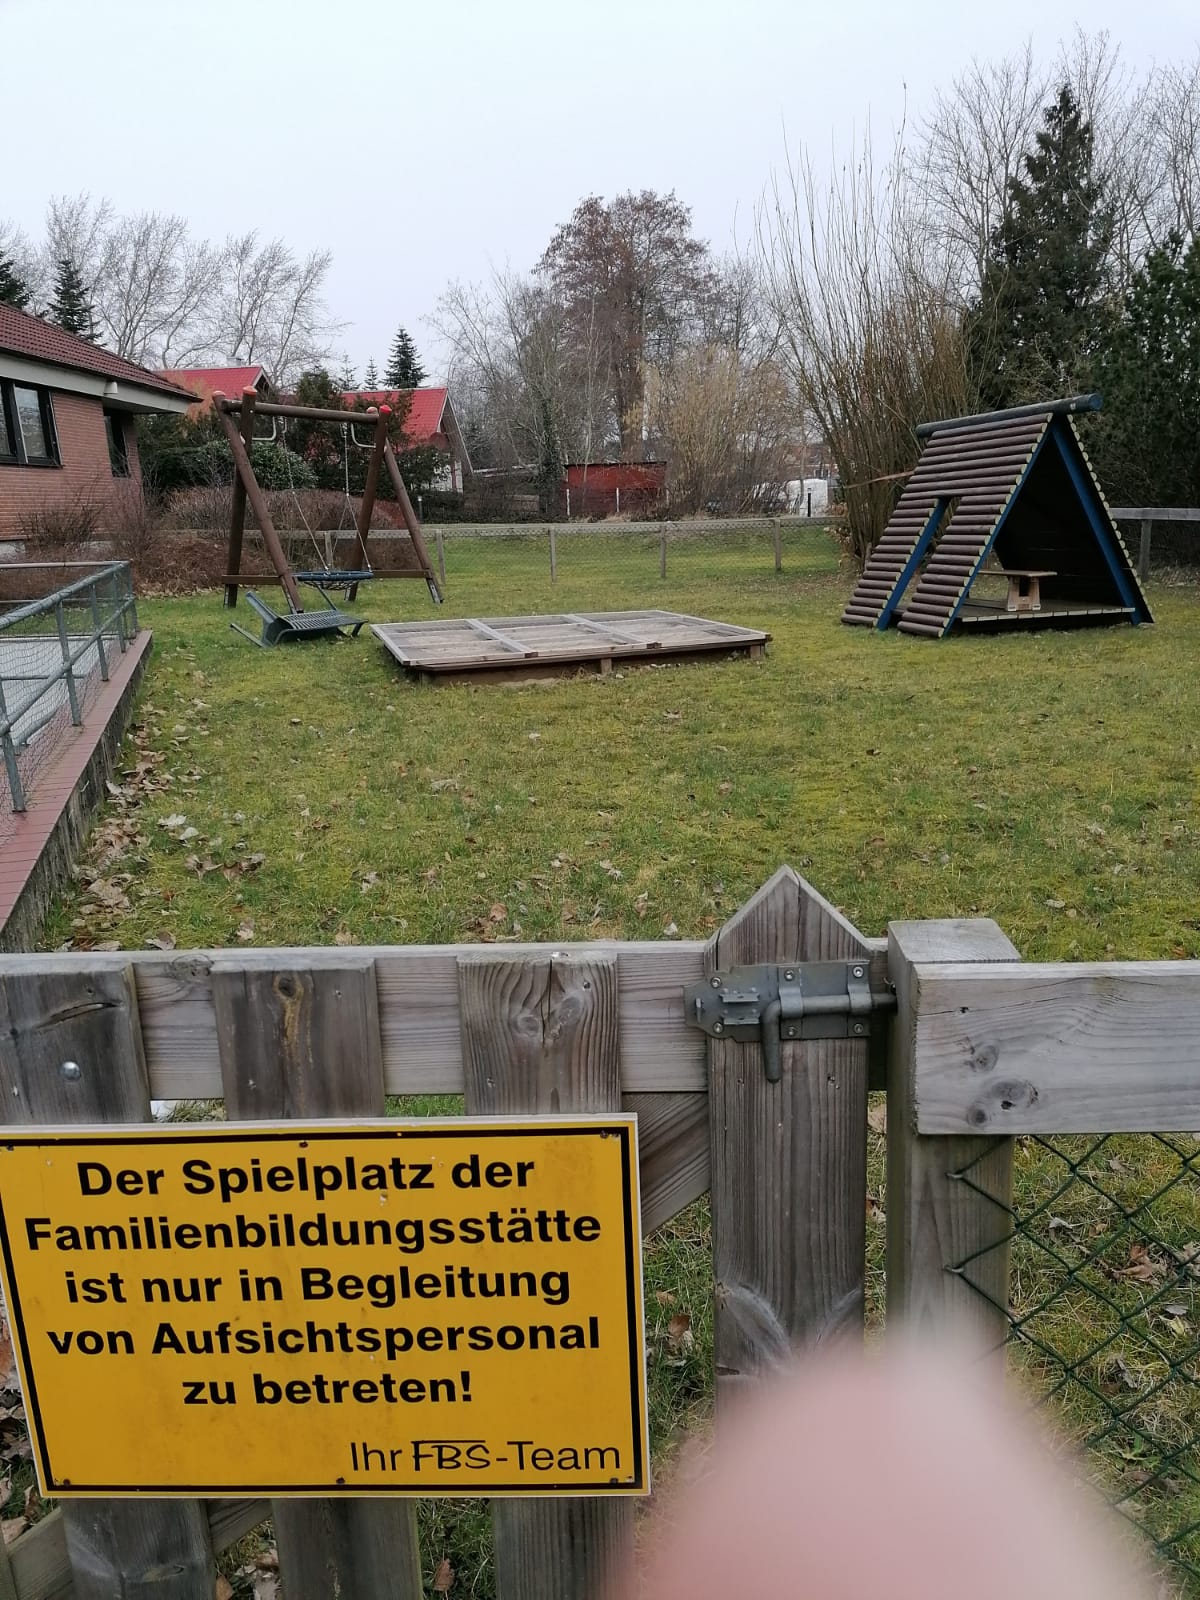 Der Spielplatz der
Familienbildungsstätte
ist nur in Begleitung
von Aufsichtspersonal
zu betreten!
Ihr FBS-Team